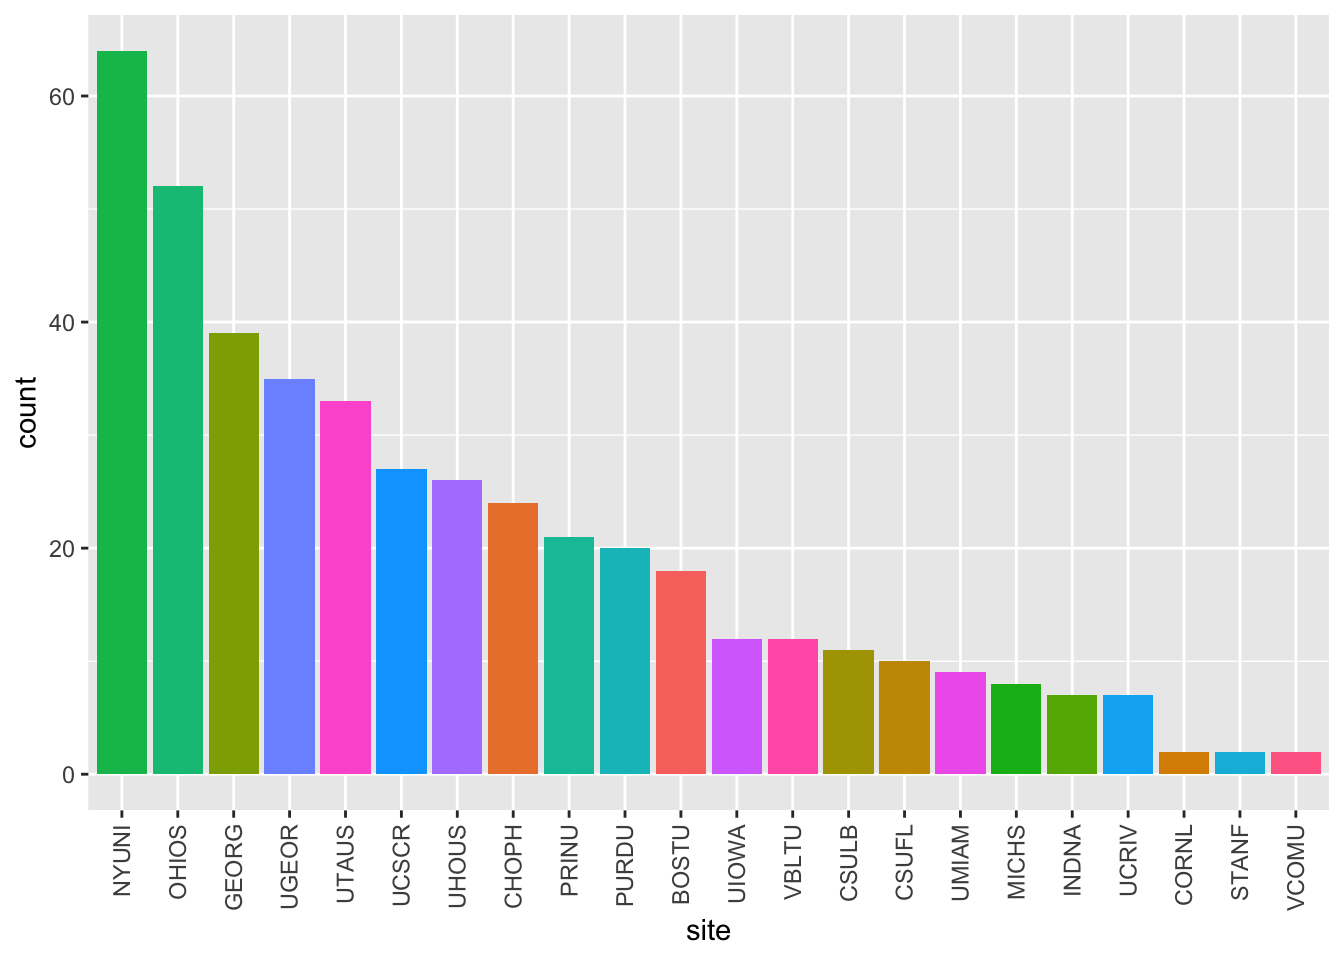 count
60
40
20
0
NYUNI
OHIOS
GEORG
UGEOR
UTAUS
UCSCR
UHOUS
CHOPH
PRINU
PURDU
BOSTU
UIOWA
VBLTU
CSULB
CSUFL
UMIAM
MICHS
INDNA
UCRIV
CORNL
STANF
VCOMU
site